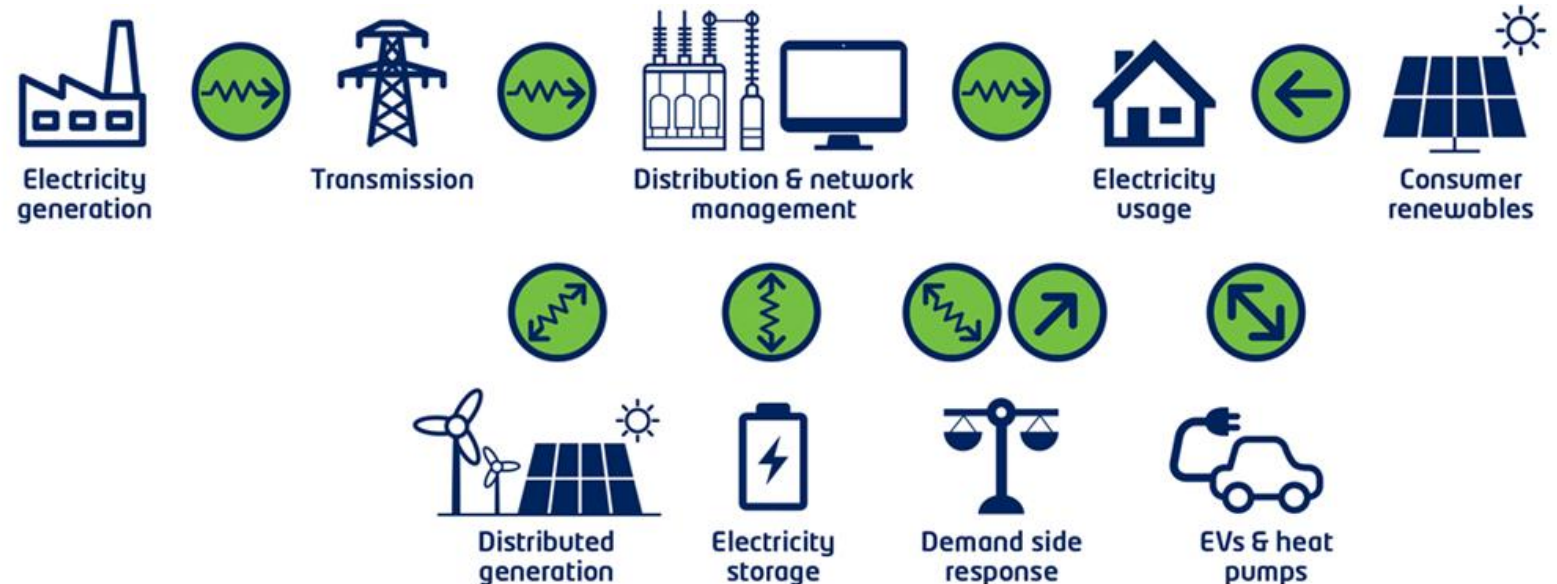 Electricity
generation
Transmission
Distribution & network
management
Electricity
usage
Consumer
renewables
Distributed
generation
Electricity
storage
Demand side
response
EVs & heat
pumps